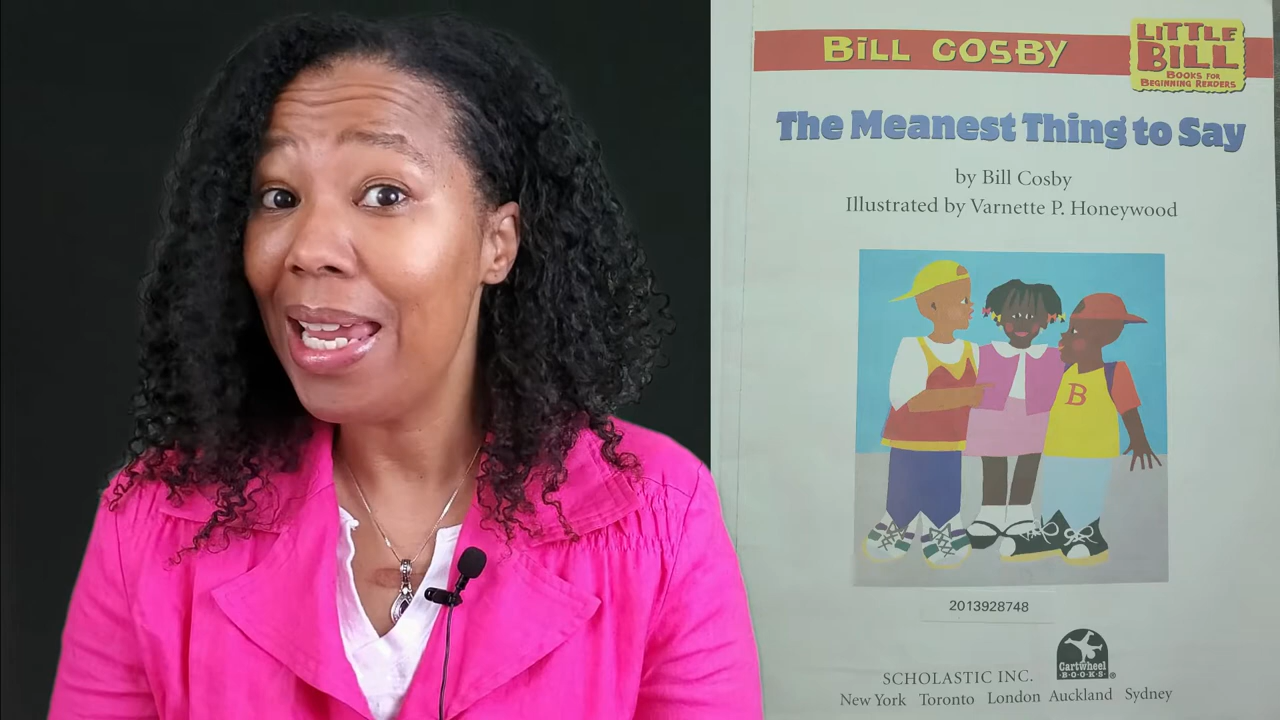 BiLL COSBY
LiTTLE
BiLL
BOOKS FOR
BEGINNING READERS
The Meanest Thing to Say
by Bill Cosby
Illustrated by Varnette P. Honeywood
B
2013928748
Cartwheel
B·O·O·K·S ®
SCHOLASTIC INC.
New York Toronto London Auckland Sydney